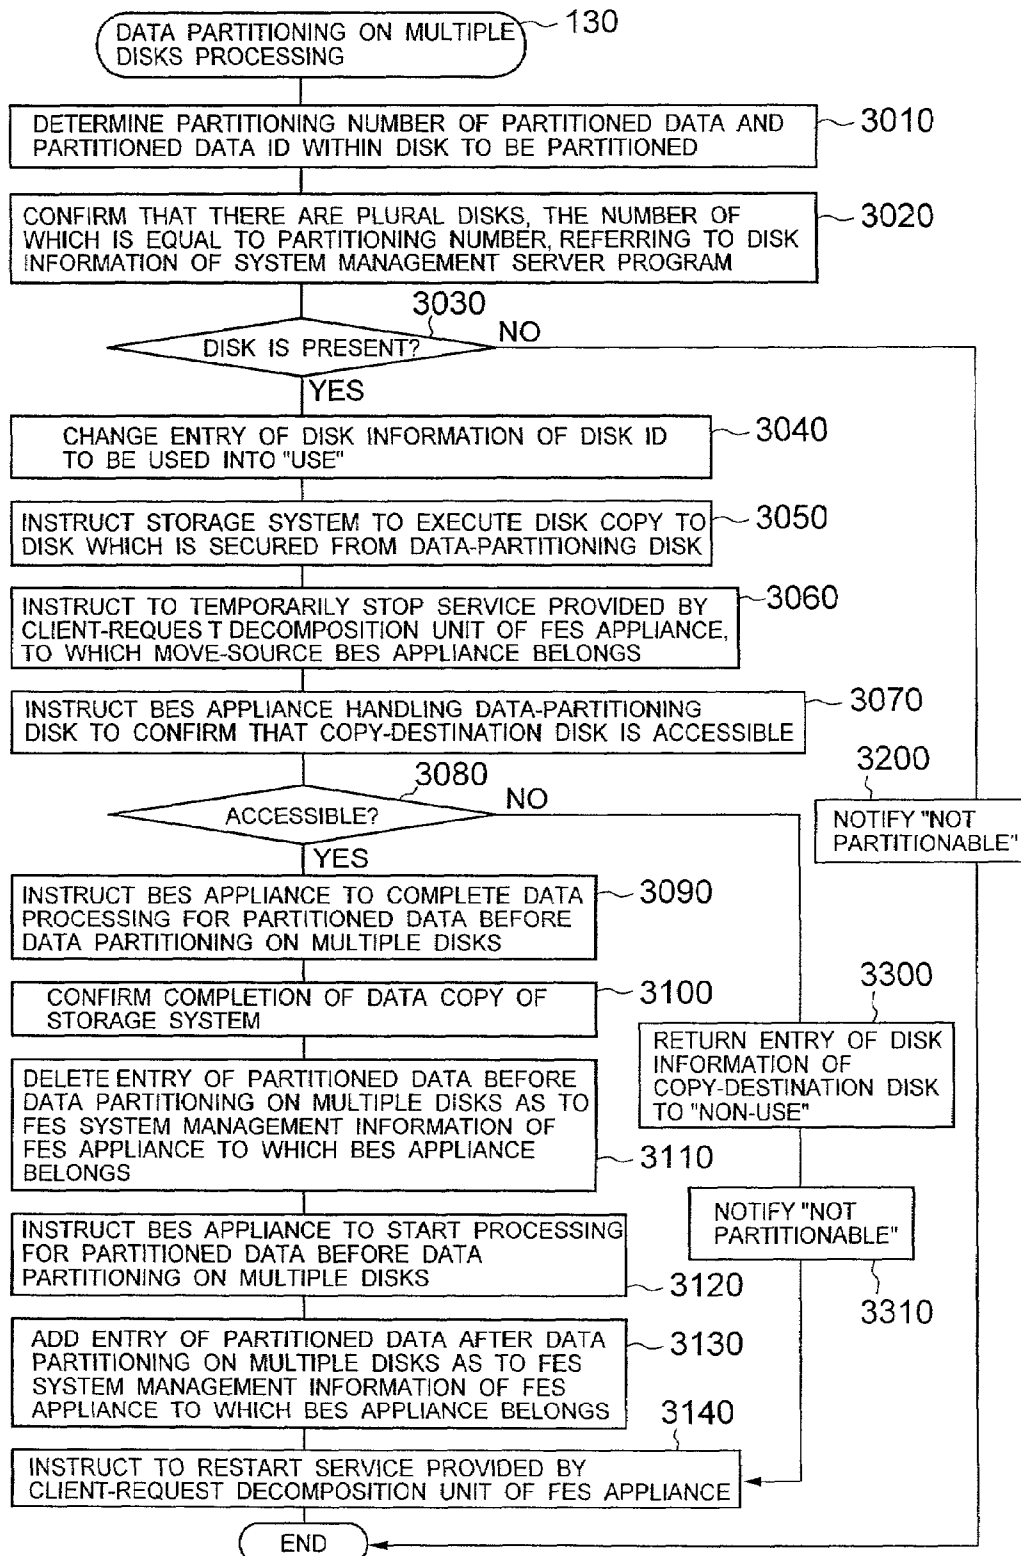 DATA PARTITIONING ON MULTIPLE
DISKS PROCESSING
130
DETERMINE PARTITIONING NUMBER OF PARTITIONED DATA AND
PARTITIONED DATA ID WITHIN DISK TO BE PARTITIONED
3010
CONFIRM THAT THERE ARE PLURAL DISKS, THE NUMBER OF
WHICH IS EQUAL TO PARTITIONING NUMBER, REFERRING TO DISK
INFORMATION OF SYSTEM MANAGEMENT SERVER PROGRAM
3020
3030
DISK IS PRESENT?
NO
YES
CHANGE ENTRY OF DISK INFORMATION OF DISK ID
TO BE USED INTO "USE"
3040
INSTRUCT STORAGE SYSTEM TO EXECUTE DISK COPY TO
DISK WHICH IS SECURED FROM DATA-PARTITIONING DISK
3050
INSTRUCT TO TEMPORARILY STOP SERVICE PROVIDED BY
CLIENT-REQUEST DECOMPOSITION UNIT OF FES APPLIANCE,
TO WHICH MOVE-SOURCE BES APPLIANCE BELONGS
3060
INSTRUCT BES APPLIANCE HANDLING DATA-PARTITIONING
DISK TO CONFIRM THAT COPY-DESTINATION DISK IS ACCESSIBLE
3070
3080
ACCESSIBLE?
NO
YES
3200
NOTIFY "NOT
PARTITIONABLE"
INSTRUCT BES APPLIANCE TO COMPLETE DATA
PROCESSING FOR PARTITIONED DATA BEFORE
DATA PARTITIONING ON MULTIPLE DISKS
3090
CONFIRM COMPLETION OF DATA COPY OF
STORAGE SYSTEM
3100
3300
RETURN ENTRY OF DISK
INFORMATION OF
COPY-DESTINATION DISK
TO "NON-USE"
DELETE ENTRY OF PARTITIONED DATA BEFORE
DATA PARTITIONING ON MULTIPLE DISKS AS TO
FES SYSTEM MANAGEMENT INFORMATION OF
FES APPLIANCE TO WHICH BES APPLIANCE
BELONGS
3110
NOTIFY "NOT
PARTITIONABLE"
3310
INSTRUCT BES APPLIANCE TO START PROCESSING
FOR PARTITIONED DATA BEFORE DATA
PARTITIONING ON MULTIPLE DISKS
3120
ADD ENTRY OF PARTITIONED DATA AFTER DATA
PARTITIONING ON MULTIPLE DISKS AS TO FES
SYSTEM MANAGEMENT INFORMATION OF FES
APPLIANCE TO WHICH BES APPLIANCE BELONGS
3130
3140
INSTRUCT TO RESTART SERVICE PROVIDED BY
CLIENT-REQUEST DECOMPOSITION UNIT OF FES APPLIANCE
END